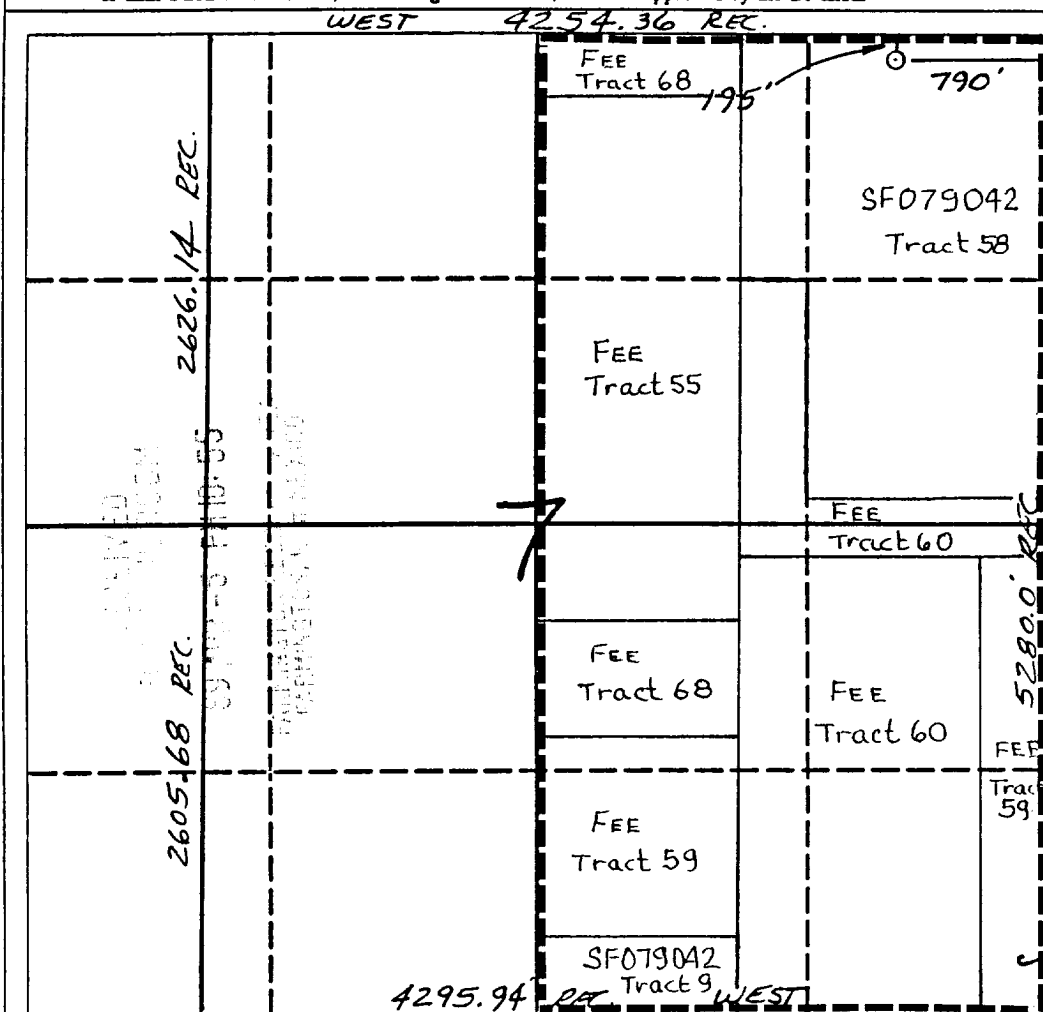 WEST 4254.36 REC.
FEE
Tract 68
195'
790'
2626.14 REC.
SF079042
Tract 58
FEE
Tract 55
7
FEE
Tract 60
5280.0' REC
FEE
Tract 68
FEE
Tract 60
2605.68 REC.
FEE
Trac
59
FEE
Tract 59
SF079042
Tract 9
4295.94' REC. WEST